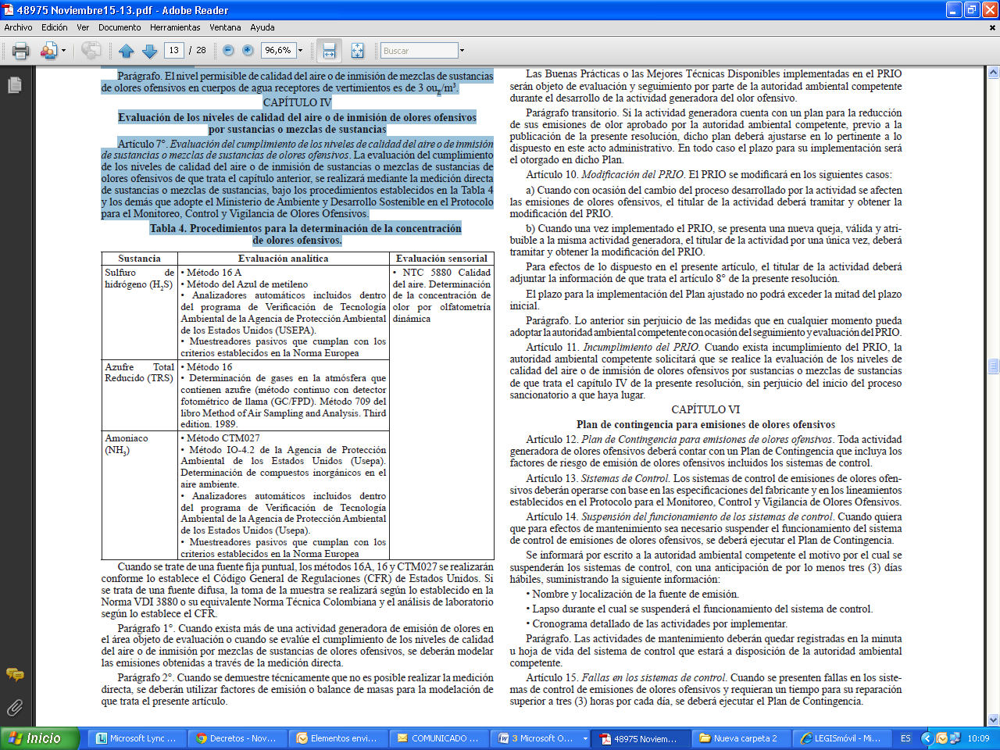 48975 Noviembre15-13.pdf - Adobe Reader
Archivo Edición Ver Documento Herramientas Ventana Ayuda
13 / 28 96,6% Buscar
Parágrafo. El nivel permisible de calidad del aire o de inmisión de mezclas de sustancias
de olores ofensivos en cuerpos de agua receptores de vertimientos es de 3 ouE/m³.
CAPÍTULO IV
Evaluación de los niveles de calidad del aire o de inmisión de olores ofensivos
por sustancias o mezclas de sustancias
Artículo 7°. Evaluación del cumplimiento de los niveles de calidad del aire o de inmisión
de sustancias o mezclas de sustancias de olores ofensivos. La evaluación del cumplimiento
de los niveles de calidad del aire o de inmisión de sustancias o mezclas de sustancias de
olores ofensivos de que trata el capítulo anterior, se realizará mediante la medición directa
de sustancias o mezclas de sustancias, bajo los procedimientos establecidos en la Tabla 4
y los demás que adopte el Ministerio de Ambiente y Desarrollo Sostenible en el Protocolo
para el Monitoreo, Control y Vigilancia de Olores Ofensivos.
Tabla 4. Procedimientos para la determinación de la concentración
de olores ofensivos.
Sustancia Evaluación analítica Evaluación sensorial
Sulfuro de
hidrógeno (H₂S)
• Método 16 A
• Método del Azul de metileno
• Analizadores automáticos incluidos dentro
del programa de Verificación de Tecnología
Ambiental de la Agencia de Protección Ambiental
de los Estados Unidos (USEPA).
• Muestreadores pasivos que cumplan con los
criterios establecidos en la Norma Europea
• NTC 5880 Calidad
del aire. Determinación
de la concentración de
olor por olfatometría
dinámica
Azufre Total
Reducido (TRS)
• Método 16
• Determinación de gases en la atmósfera que
contienen azufre (método continuo con detector
fotométrico de llama (GC/FPD). Método 709 del
libro Method of Air Sampling and Analysis. Third
edition. 1989.
Amoniaco
(NH₃)
• Método CTM027
• Método IO-4.2 de la Agencia de Protección
Ambiental de los Estados Unidos (Usepa).
Determinación de compuestos inorgánicos en el
aire ambiente.
• Analizadores automáticos incluidos dentro
del programa de Verificación de Tecnología
Ambiental de la Agencia de Protección Ambiental
de los Estados Unidos (Usepa).
• Muestreadores pasivos que cumplan con los
criterios establecidos en la Norma Europea
Cuando se trate de una fuente fija puntual, los métodos 16A, 16 y CTM027 se realizarán
conforme lo establece el Código General de Regulaciones (CFR) de Estados Unidos. Si
se trata de una fuente difusa, la toma de la muestra se realizará según lo establecido en la
Norma VDI 3880 o su equivalente Norma Técnica Colombiana y el análisis de laboratorio
según lo establece el CFR.
Parágrafo 1°. Cuando exista más de una actividad generadora de emisión de olores en
el área objeto de evaluación o cuando se evalúe el cumplimiento de los niveles de calidad
del aire o de inmisión por mezclas de sustancias de olores ofensivos, se deberán modelar
las emisiones obtenidas a través de la medición directa.
Parágrafo 2°. Cuando se demuestre técnicamente que no es posible realizar la medición
directa, se deberán utilizar factores de emisión o balance de masas para la modelación de
que trata el presente artículo.
Las Buenas Prácticas o las Mejores Técnicas Disponibles implementadas en el PRIO
serán objeto de evaluación y seguimiento por parte de la autoridad ambiental competente
durante el desarrollo de la actividad generadora del olor ofensivo.
Parágrafo transitorio. Si la actividad generadora cuenta con un plan para la reducción
de sus emisiones de olor aprobado por la autoridad ambiental competente, previo a la
publicación de la presente resolución, dicho plan deberá ajustarse en lo pertinente a lo
dispuesto en este acto administrativo. En todo caso el plazo para su implementación será
el otorgado en dicho Plan.
Artículo 10. Modificación del PRIO. El PRIO se modificará en los siguientes casos:
a) Cuando con ocasión del cambio del proceso desarrollado por la actividad se afecten
las emisiones de olores ofensivos, el titular de la actividad deberá tramitar y obtener la
modificación del PRIO.
b) Cuando una vez implementado el PRIO, se presenta una nueva queja, válida y atri-
buible a la misma actividad generadora, el titular de la actividad por una única vez, deberá
tramitar y obtener la modificación del PRIO.
Para efectos de lo dispuesto en el presente artículo, el titular de la actividad deberá
adjuntar la información de que trata el artículo 8° de la presente resolución.
El plazo para la implementación del Plan ajustado no podrá exceder la mitad del plazo
inicial.
Parágrafo. Lo anterior sin perjuicio de las medidas que en cualquier momento pueda
adoptar la autoridad ambiental competente con ocasión del seguimiento y evaluación del PRIO.
Artículo 11. Incumplimiento del PRIO. Cuando exista incumplimiento del PRIO, la
autoridad ambiental competente solicitará que se realice la evaluación de los niveles de
calidad del aire o de inmisión de olores ofensivos por sustancias o mezclas de sustancias
de que trata el capítulo IV de la presente resolución, sin perjuicio del inicio del proceso
sancionatorio a que haya lugar.
CAPÍTULO VI
Plan de contingencia para emisiones de olores ofensivos
Artículo 12. Plan de Contingencia para emisiones de olores ofensivos. Toda actividad
generadora de olores ofensivos deberá contar con un Plan de Contingencia que incluya los
factores de riesgo de emisión de olores ofensivos incluidos los sistemas de control.
Artículo 13. Sistemas de Control. Los sistemas de control de emisiones de olores ofen-
sivos deberán operarse con base en las especificaciones del fabricante y en los lineamientos
establecidos en el Protocolo para el Monitoreo, Control y Vigilancia de Olores Ofensivos.
Artículo 14. Suspensión del funcionamiento de los sistemas de control. Cuando quiera
que para efectos de mantenimiento sea necesario suspender el funcionamiento del sistema
de control de emisiones de olores ofensivos, se deberá ejecutar el Plan de Contingencia.
Se informará por escrito a la autoridad ambiental competente el motivo por el cual se
suspenderán los sistemas de control, con una anticipación de por lo menos tres (3) días
hábiles, suministrando la siguiente información:
• Nombre y localización de la fuente de emisión.
• Lapso durante el cual se suspenderá el funcionamiento del sistema de control.
• Cronograma detallado de las actividades por implementar.
Parágrafo. Las actividades de mantenimiento deberán quedar registradas en la minuta
u hoja de vida del sistema de control que estará a disposición de la autoridad ambiental
competente.
Artículo 15. Fallas en los sistemas de control. Cuando se presenten fallas en los siste-
mas de control de emisiones de olores ofensivos y requieran un tiempo para su reparación
superior a tres (3) horas por cada día, se deberá ejecutar el Plan de Contingencia.
Inicio Microsoft Lync ... Decretos - Nov... Elementos envi... COMUNICADO ... 3 Microsoft O... 48975 Noviem... Nueva carpeta 2 LEGISmóvil - Mi... ES 10:09